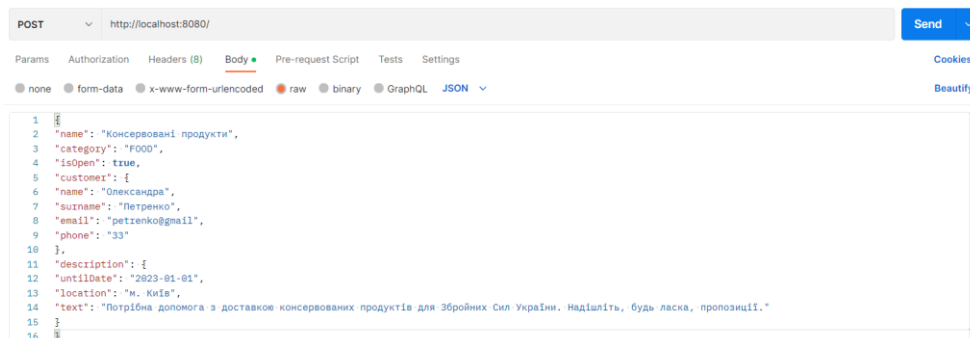 POST http://localhost:8080/ Send
Params Authorization Headers (8) Body Pre-request Script Tests Settings Cookies
none form-data x-www-form-urlencoded raw binary GraphQL JSON Beautify
1 {
2 "name": "Консервовані продукти",
3 "category": "FOOD",
4 "isOpen": true,
5 "customer": {
6 "name": "Олександра",
7 "surname": "Петренко",
8 "email": "petrenko@gmail",
9 "phone": "33"
10 },
11 "description": {
12 "untilDate": "2023-01-01",
13 "location": "м. Київ",
14 "text": "Потрібна допомога з доставкою консервованих продуктів для Збройних Сил України. Надішліть, будь ласка, пропозиції."
15 }
16 }